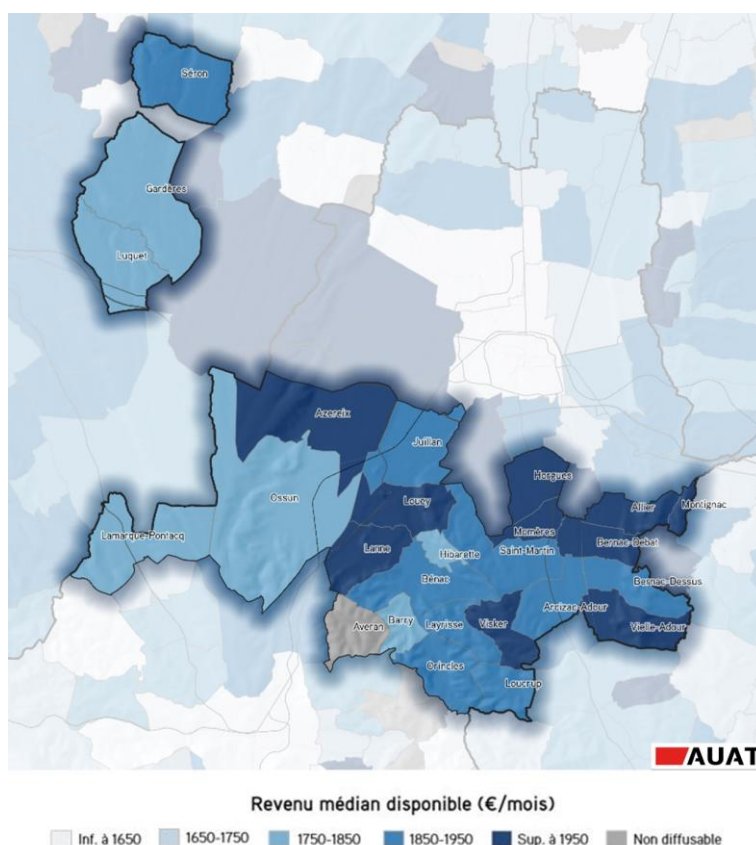 Séron
Gardères
Luquet
Azereix
Juillan
Ossun
Louey
Horgues
Allier
Montignac
Lamarque-Pontacq
Momères
Bernac-Debat
Lanne
Hibarette
Saint-Martin
Bénac
Bernac-Dessus
Averan
Barry
Layrisse
Visker
Arcizac-Adour
Vielle-Adour
Orincles
Loucrup
AUAT
Revenu médian disponible (€/mois)
Inf. à 1650 1650-1750 1750-1850 1850-1950 Sup. à 1950 Non diffusable